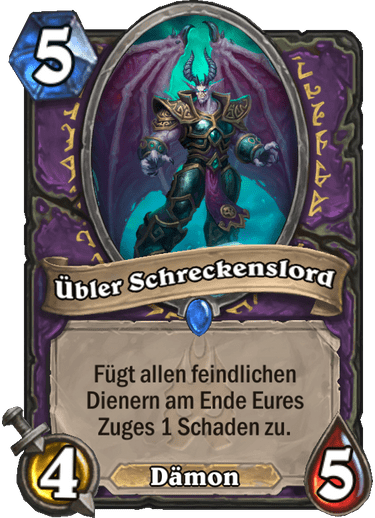 5
Übler Schreckenslord
Fügt allen feindlichen
Dienern am Ende Eures
Zuges 1 Schaden zu.
4
Dämon
5